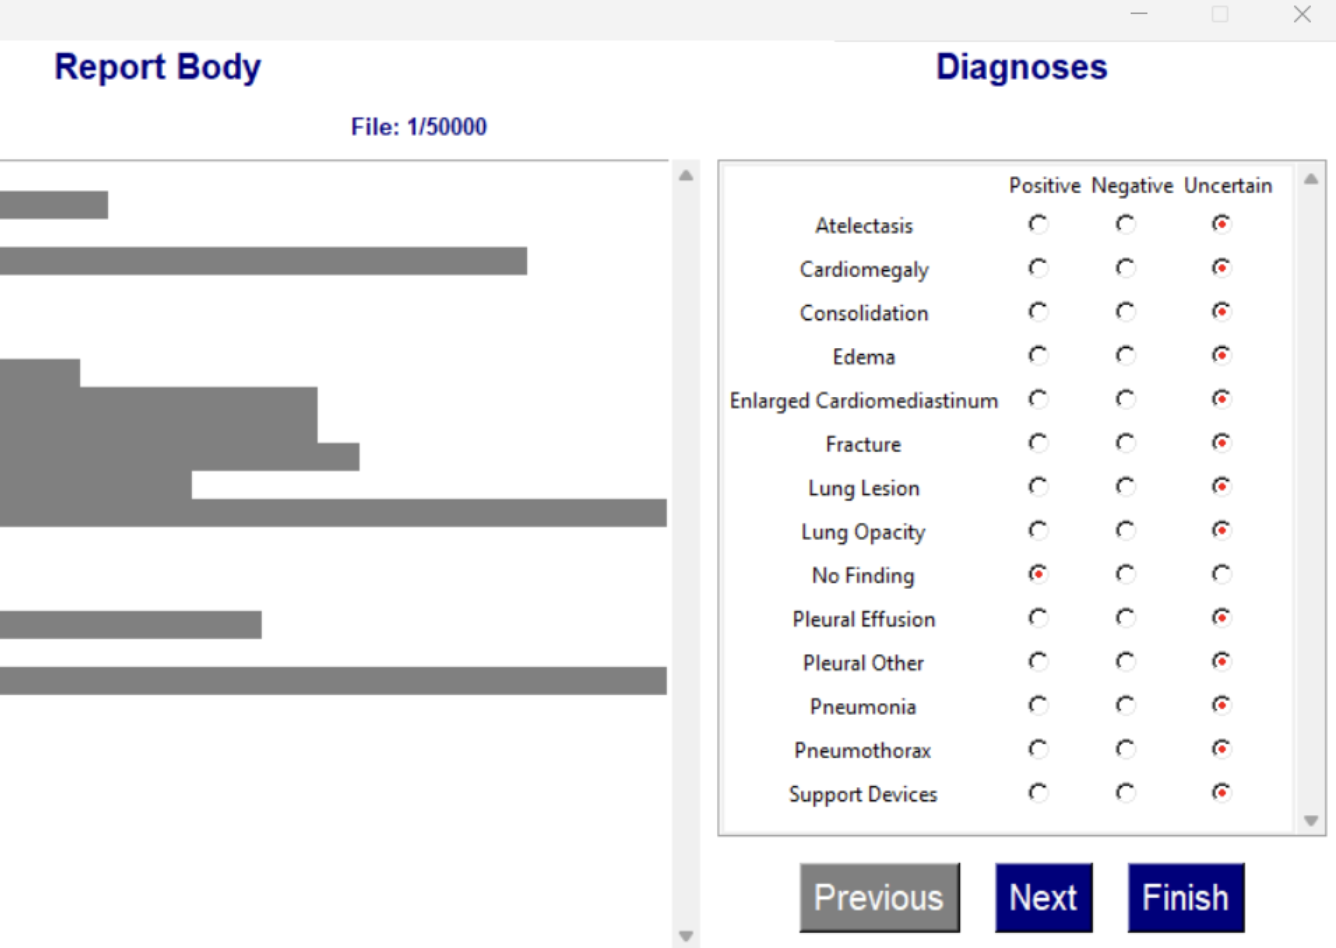 Report Body
Diagnoses
File: 1/50000
Positive Negative Uncertain
Atelectasis
Cardiomegaly
Consolidation
Edema
Enlarged Cardiomediastinum
Fracture
Lung Lesion
Lung Opacity
No Finding
Pleural Effusion
Pleural Other
Pneumonia
Pneumothorax
Support Devices
Previous
Next
Finish